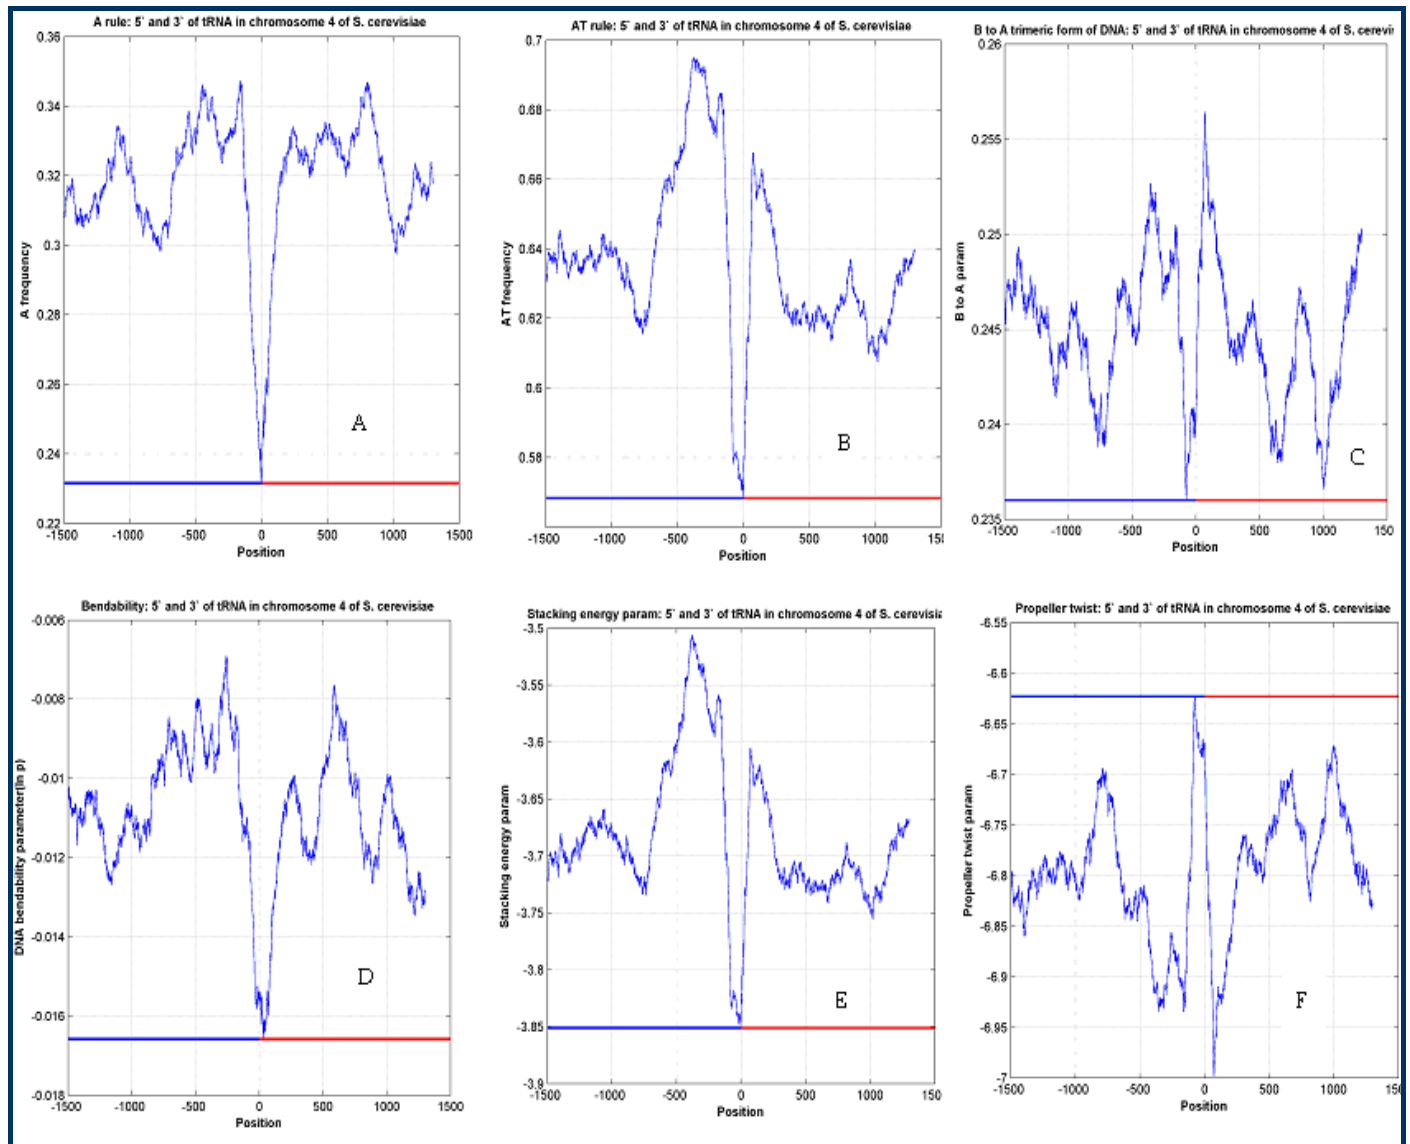 A rule: 5` and 3` of tRNA in chromosome 4 of S. cerevisiae
0.36
0.34
0.32
0.3
0.28
0.26
0.24
0.22
A frequency
A
-1500 -1000 -500 0 500 1000 1500
Position
AT rule: 5` and 3` of tRNA in chromosome 4 of S. cerevisiae
0.7
0.68
0.66
0.64
0.62
0.6
0.58
AT frequency
B
-1500 -1000 -500 0 500 1000 150
Position
B to A trimeric form of DNA: 5` and 3` of tRNA in chromosome 4 of S. cerevi
0.26
0.255
0.25
0.245
0.24
0.235
B to A param
C
-1500 -1000 -500 0 500 1000 1500
Position
Bendability: 5` and 3` of tRNA in chromosome 4 of S. cerevisiae
-0.006
-0.008
-0.01
-0.012
-0.014
-0.016
-0.018
DNA bendability parameter(ln p)
D
-1500 -1000 -500 0 500 1000 1500
Position
Stacking energy param: 5` and 3` of tRNA in chromosome 4 of S. cerevisia
-3.5
-3.55
-3.6
-3.65
-3.7
-3.75
-3.8
-3.85
-3.9
Stacking energy param
E
-1500 -1000 -500 0 500 1000 150
Position
Propeller twist: 5` and 3` of tRNA in chromosome 4 of S. cerevisiae
-6.55
-6.6
-6.65
-6.7
-6.75
-6.8
-6.85
-6.9
-6.95
-7
Propeller twist param
F
-1500 -1000 -500 0 500 1000 150
Position